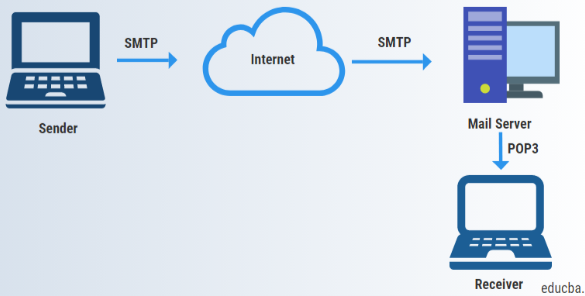 SMTP
SMTP
Internet
Sender
Mail Server
POP3
Receiver
educba.